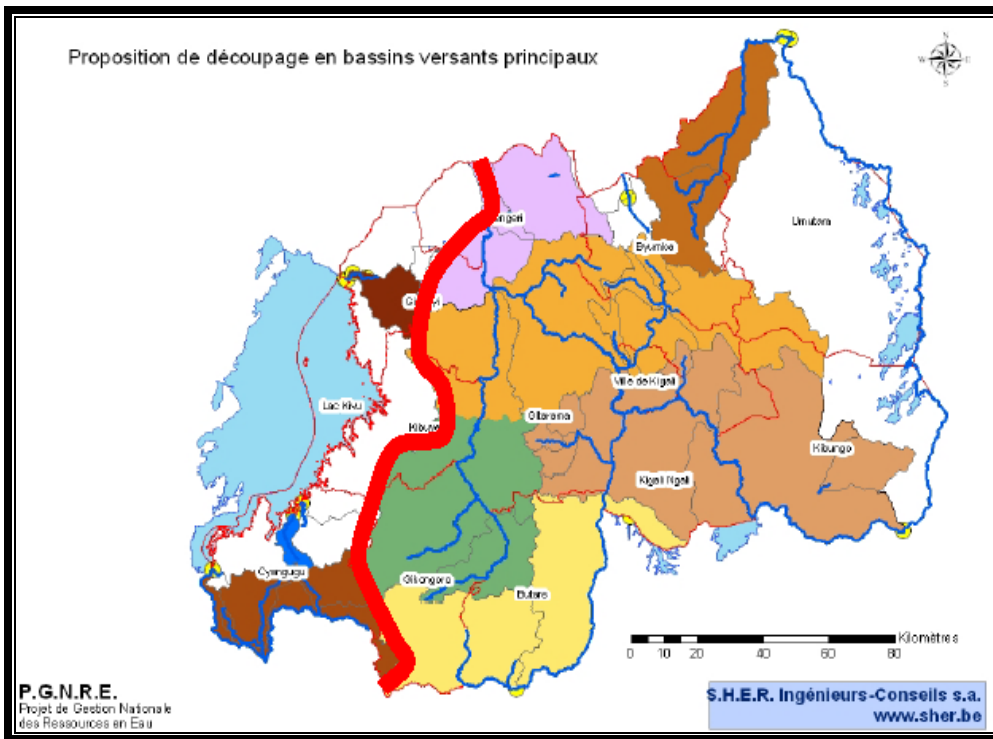 Proposition de découpage en bassins versants principaux
N
W E
S
Umutara
Byumba
Lac Kivu
Ville de Kigali
Gitarama
Kibungo
Kigali Ngali
Cyangugu
Gikongoro
Butare
Kilomètres
0 10 20 40 60 80
P.G.N.R.E.
Projet de Gestion Nationale
des Ressources en Eau
S.H.E.R. Ingénieurs-Conseils s.a.
www.sher.be